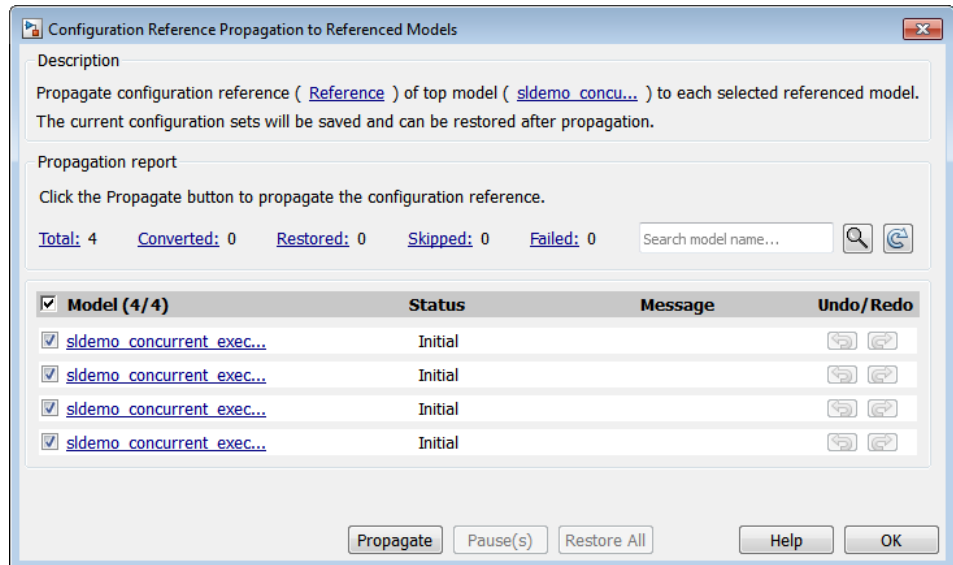 Configuration Reference Propagation to Referenced Models
Description
Propagate configuration reference ( Reference ) of top model ( sldemo_concu... ) to each selected referenced model.
The current configuration sets will be saved and can be restored after propagation.
Propagation report
Click the Propagate button to propagate the configuration reference.
Total: 4 Converted: 0 Restored: 0 Skipped: 0 Failed: 0 Search model name...
Model (4/4) Status Message Undo/Redo
sldemo_concurrent_exec... Initial
sldemo_concurrent_exec... Initial
sldemo_concurrent_exec... Initial
sldemo_concurrent_exec... Initial
Propagate Pause(s) Restore All Help OK